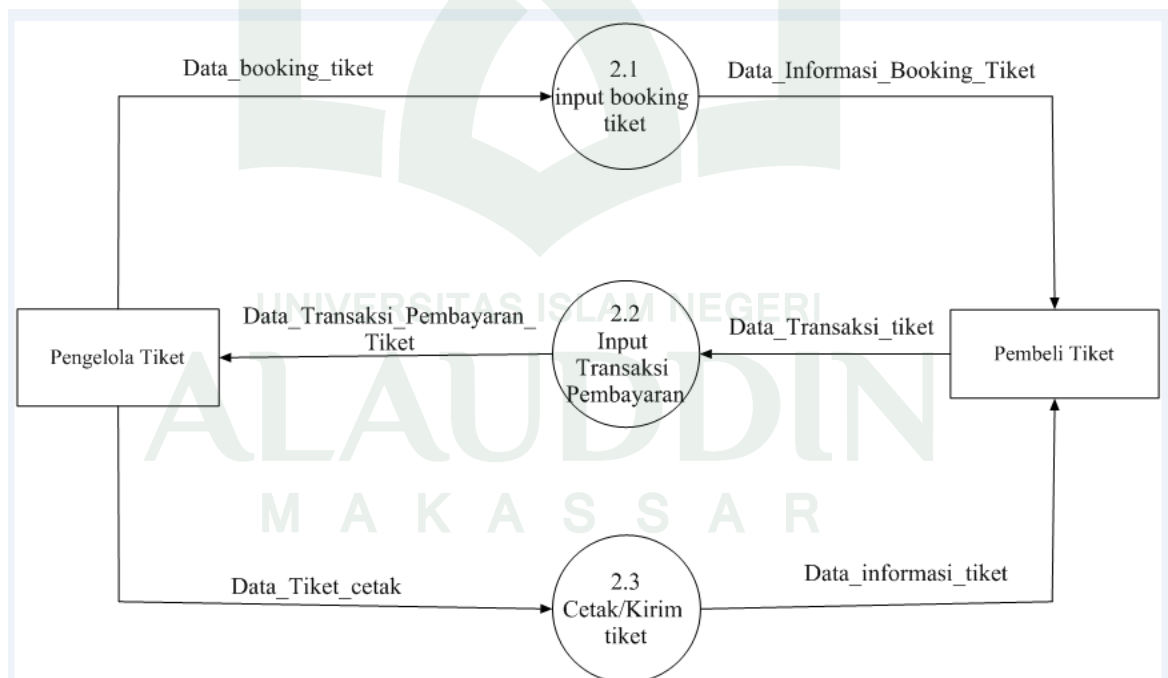 Data_booking_tiket
2.1
input booking
tiket
Data_Informasi_Booking_Tiket
UNIVERSITAS ISLAM NEGERI
Pengelola Tiket
Data_Transaksi_Pembayaran_
Tiket
2.2
Input
Transaksi
Pembayaran
Data_Transaksi_tiket
Pembeli Tiket
ALAUDDIN
MAKASSAR
Data_Tiket_cetak
2.3
Cetak/Kirim
tiket
Data_informasi_tiket